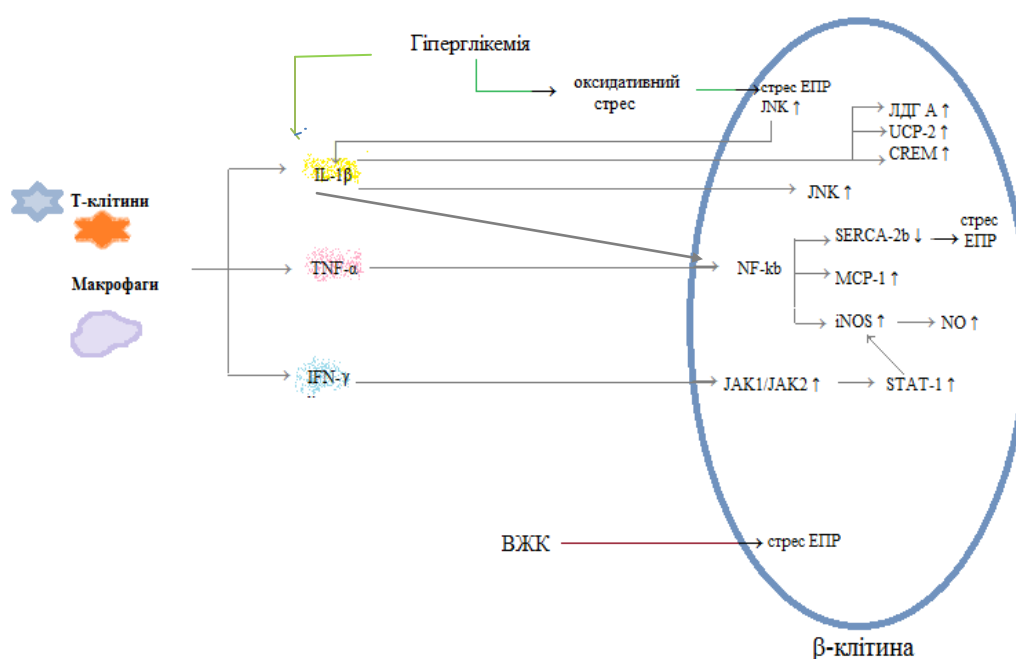 Гіперглікемія
оксидативний
стрес
стрес ЕПР
JNK ↑
ЛДГ А ↑
UCP-2 ↑
CREM ↑
IL-1β
JNK ↑
Т-клітини
SERCA-2b ↓
стрес
ЕПР
TNF-α
NF-kb
MCP-1 ↑
Макрофаги
iNOS ↑
NO ↑
IFN-γ
JAK1/JAK2 ↑
STAT-1 ↑
ВЖК
стрес ЕПР
β-клітина